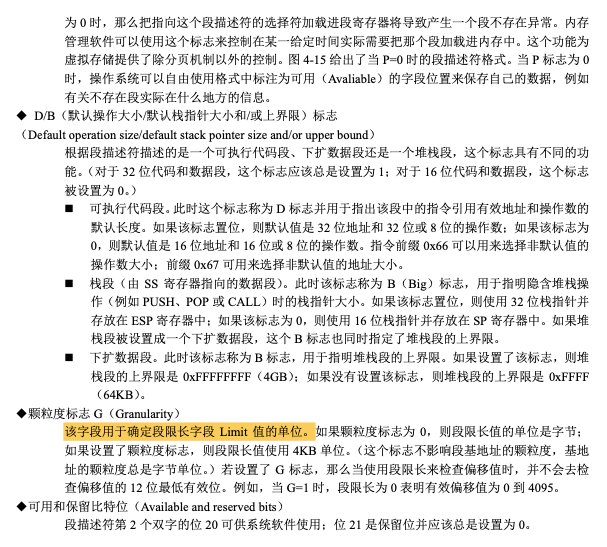 为 0 时，那么把指向这个段描述符的选择符加载进段寄存器将导致产生一个段不存在异常。内存
管理软件可以使用这个标志来控制在某一给定时间实际需要把那个段加载进内存中。这个功能为
虚拟存储提供了除分页机制以外的控制。图 4-15 给出了当 P=0 时的段描述符格式。当 P 标志为 0
时，操作系统可以自由使用格式中标注为可用（Avaliable）的字段位置来保存自己的数据，例如
有关不存在段实际在什么地方的信息。
◆ D/B（默认操作大小/默认栈指针大小和/或上界限）标志
（Default operation size/default stack pointer size and/or upper bound）
根据段描述符描述的是一个可执行代码段、下扩数据段还是一个堆栈段，这个标志具有不同的功
能。（对于 32 位代码和数据段，这个标志应该总是设置为 1；对于 16 位代码和数据段，这个标志
被设置为 0。）
■ 可执行代码段。此时这个标志称为 D 标志并用于指出该段中的指令引用有效地址和操作数的
默认长度。如果该标志置位，则默认值是 32 位地址和 32 位或 8 位的操作数；如果该标志为
0，则默认值是 16 位地址和 16 位或 8 位的操作数。指令前缀 0x66 可以用来选择非默认值的
操作数大小；前缀 0x67 可用来选择非默认值的地址大小。
■ 栈段（由 SS 寄存器指向的数据段）。此时该标志称为 B（Big）标志，用于指明隐含堆栈操
作（例如 PUSH、POP 或 CALL）时的栈指针大小。如果该标志置位，则使用 32 位栈指针并
存放在 ESP 寄存器中；如果该标志为 0，则使用 16 位栈指针并存放在 SP 寄存器中。如果堆
栈段被设置成一个下扩数据段，这个 B 标志也同时指定了堆栈段的上界限。
■ 下扩数据段。此时该标志称为 B 标志，用于指明堆栈段的上界限。如果设置了该标志，则堆
栈段的上界限是 0xFFFFFFFF（4GB）；如果没有设置该标志，则堆栈段的上界限是 0xFFFF
（64KB）。
◆颗粒度标志 G（Granularity）
该字段用于确定段限长字段 Limit 值的单位。如果颗粒度标志为 0，则段限长值的单位是字节；
如果设置了颗粒度标志，则段限长值使用 4KB 单位。（这个标志不影响段基地址的颗粒度，基地
址的颗粒度总是字节单位。）若设置了 G 标志，那么当使用段限长来检查偏移值时，并不会去检
查偏移值的 12 位最低有效位。例如，当 G=1 时，段限长为 0 表明有效偏移值为 0 到 4095。
◆可用和保留比特位（Available and reserved bits）
段描述符第 2 个双字的位 20 可供系统软件使用；位 21 是保留位并应该总是设置为 0。